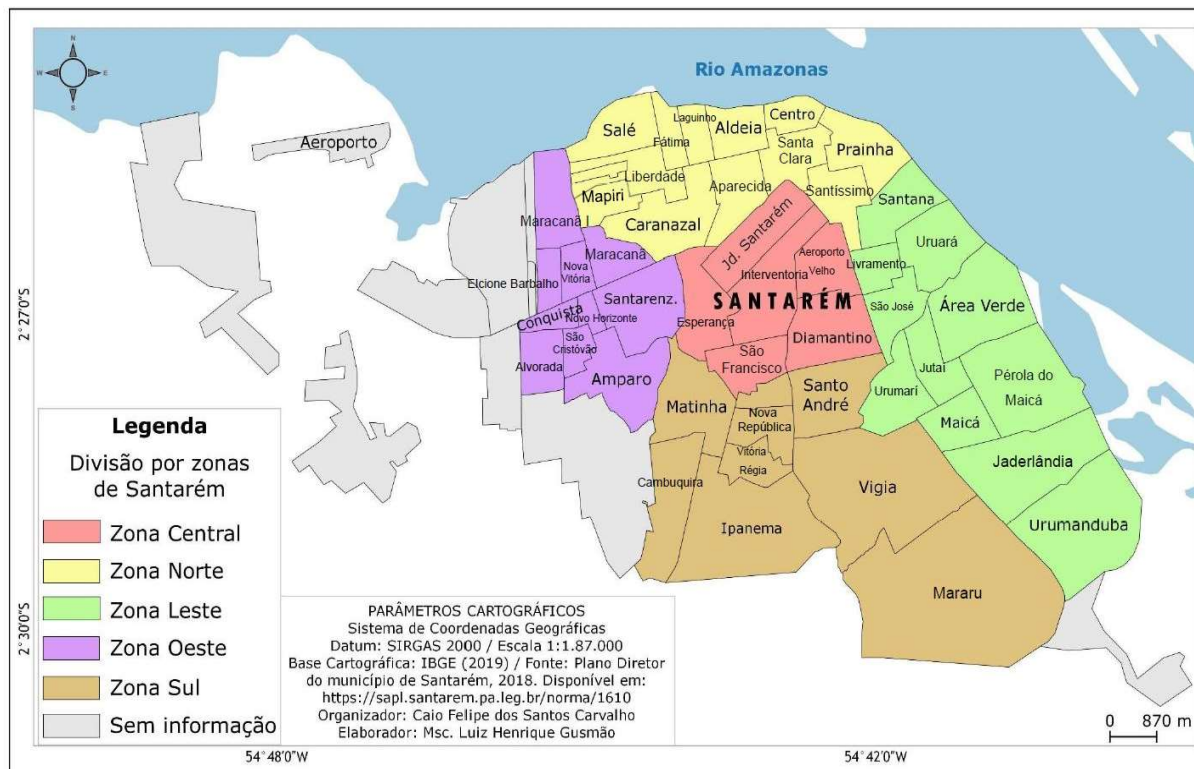 N
W
E
S
Rio Amazonas
Aeroporto
Salé
Fátima
Laguinho
Aldeia
Centro
Santa
Clara
Prainha
Liberdade
Mapiri
Aparecida
Santíssimo
Caranazal
Santana
Maracanã I
Jd. Santarém
Uruará
Maracanã
Nova
Vitória
Elcione Barbalho
Aeroporto
Velho
Interventoria
Livramento
Santarenz.
SANTARÉM
São José
Área Verde
Conquista
Novo Horizonte
Esperança
São
Cristóvão
Diamantino
São
Francisco
Alvorada
Amparo
Jutaí
Urumarí
Pérola do
Maicá
Santo
André
Matinha
Nova
República
Maicá
Vitória
Régia
Jaderlândia
Cambuquira
Vigia
Ipanema
Urumanduba
Mararu
2°27'0"S
2°30'0"S
Legenda
Divisão por zonas
de Santarém
Zona Central
Zona Norte
Zona Leste
Zona Oeste
Zona Sul
Sem informação
PARÂMETROS CARTOGRÁFICOS
Sistema de Coordenadas Geográficas
Datum: SIRGAS 2000 / Escala 1:1.87.000
Base Cartográfica: IBGE (2019) / Fonte: Plano Diretor
do município de Santarém, 2018. Disponível em:
https://sapl.santarem.pa.leg.br/norma/1610
Organizador: Caio Felipe dos Santos Carvalho
Elaborador: Msc. Luiz Henrique Gusmão
0 870 m
54°48'0"W
54°42'0"W